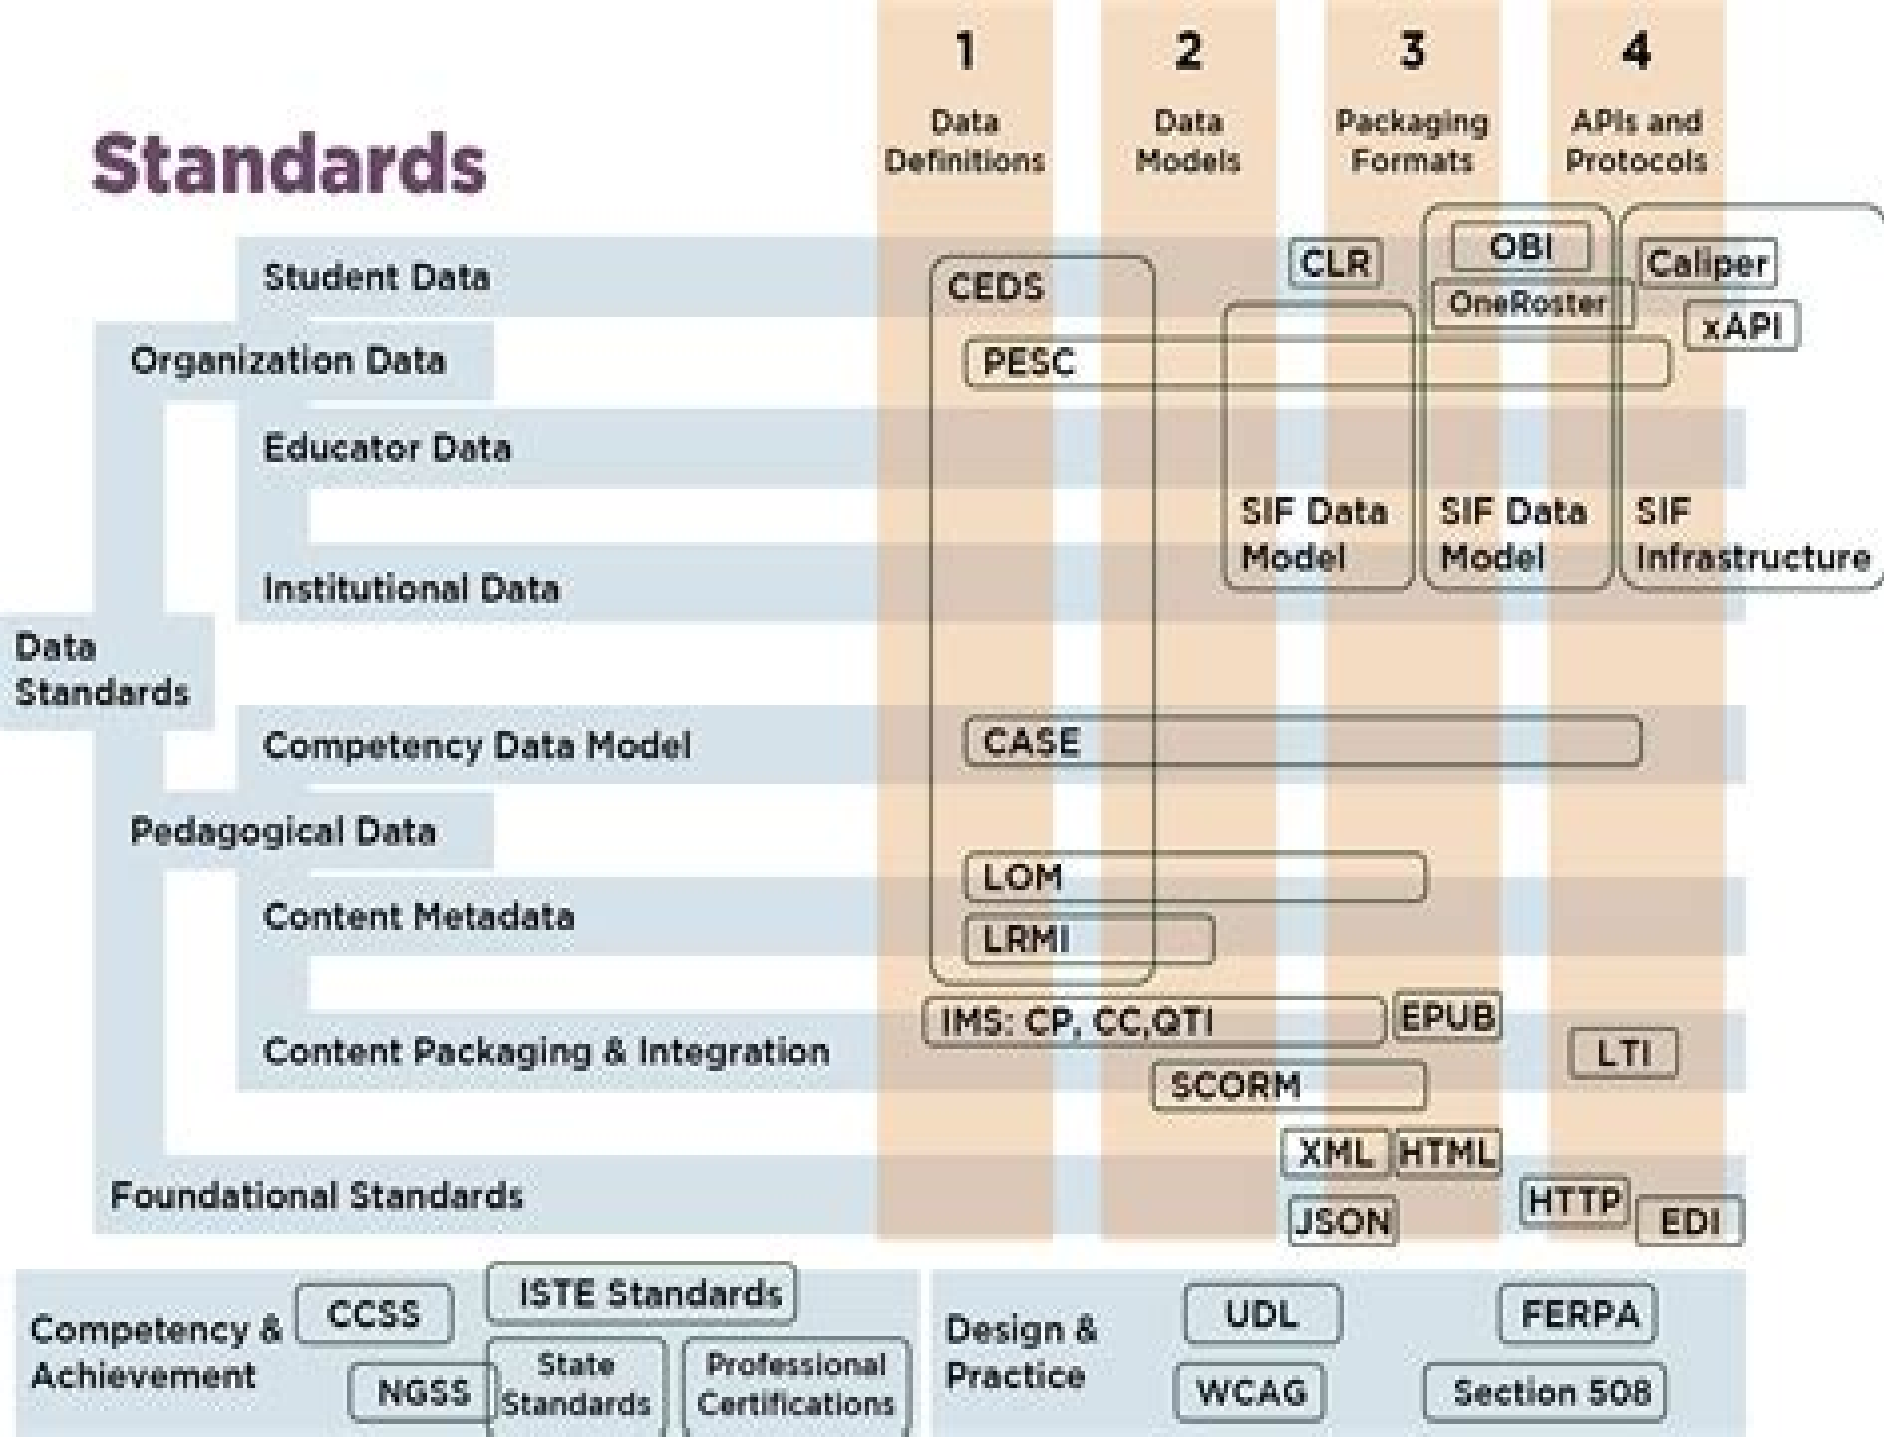 1
2
3
4
Data
Definitions
Data
Models
Packaging
Formats
APIs and
Protocols
Standards
Student Data
CEDS
CLR
OBI
OneRoster
Caliper
xAPI
Organization Data
PESC
Educator Data
SIF Data
Model
SIF Data
Model
SIF
Infrastructure
Institutional Data
Data
Standards
Competency Data Model
CASE
Pedagogical Data
LOM
Content Metadata
LRMI
IMS: CP, CC,QTI
EPUB
Content Packaging & Integration
LTI
SCORM
XML
HTML
Foundational Standards
JSON
HTTP
EDI
Competency &
Achievement
CCSS
ISTE Standards
NGSS
State
Standards
Professional
Certifications
Design &
Practice
UDL
FERPA
WCAG
Section 508